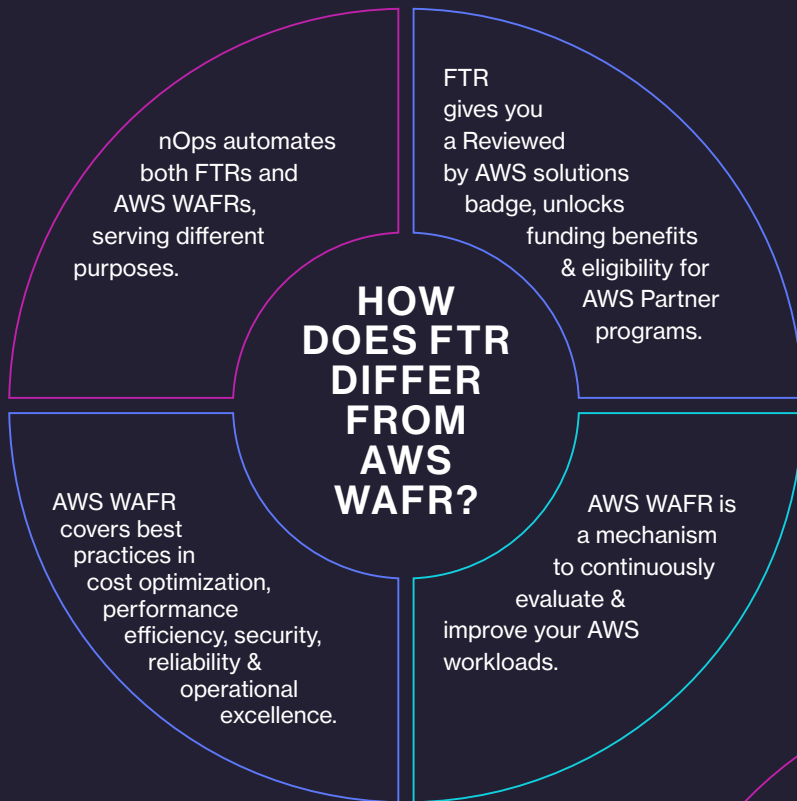 HOW
DOES FTR
DIFFER
FROM
AWS
WAFR?
nOps automates
both FTRs and
AWS WAFRs,
serving different
purposes.
FTR
gives you
a Reviewed
by AWS solutions
badge, unlocks
funding benefits
& eligibility for
AWS Partner
programs.
AWS WAFR
covers best
practices in
cost optimization,
performance
efficiency, security,
reliability &
operational
excellence.
AWS WAFR is
a mechanism
to continuously
evaluate &
improve your AWS
workloads.